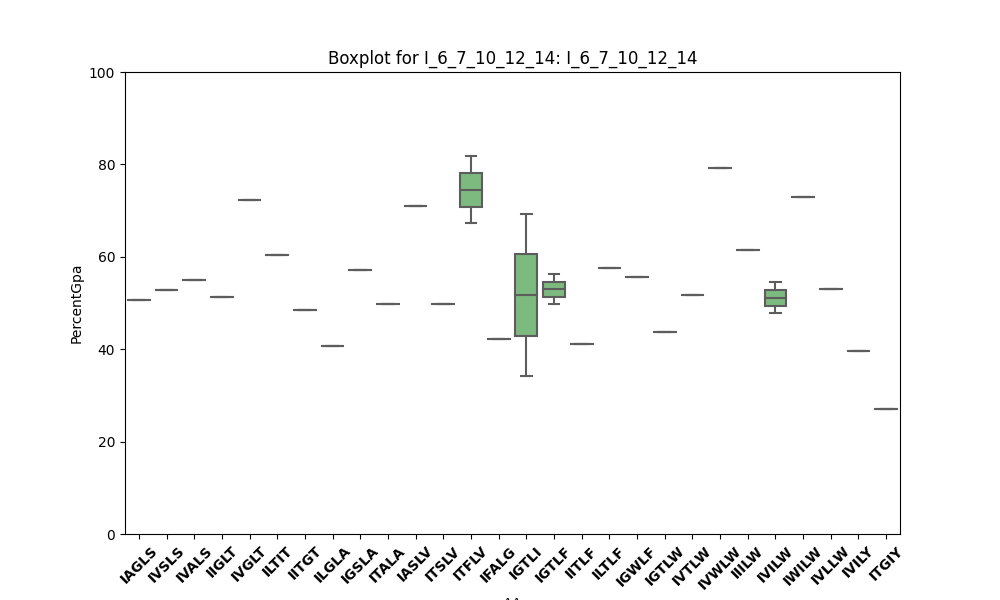 Boxplot for I_6_7_10_12_14: I_6_7_10_12_14
100
80
60
40
20
0
PercentGpa
IAGLS IVSLS IVALS IIGLT IVGLT ILTIT IITGT ILGLA IGSLA ITALA IASLV ITSLV ITFLV IFALG IGTLI IGTLF IITLF ILTLF IGWLF IGTLW IVTLW IVWLW IIILW IVILW IWILW IVLLW IVILY ITGIY